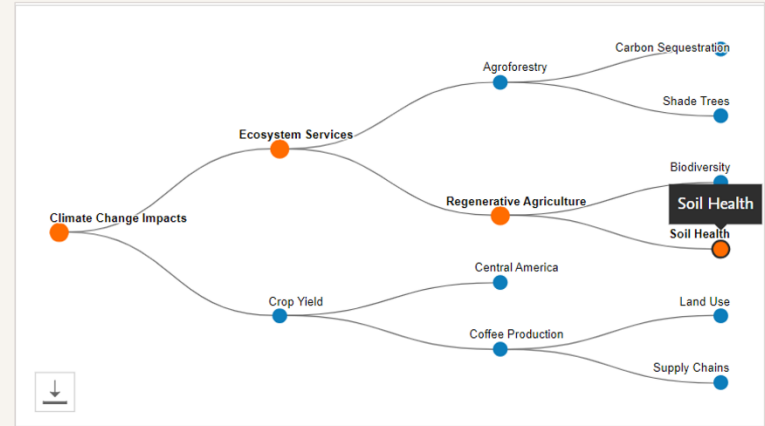 Carbon Sequestration
Agroforestry
Shade Trees
Ecosystem Services
Biodiversity
Regenerative Agriculture
Soil Health
Climate Change Impacts
Soil Health
Central America
Crop Yield
Land Use
Coffee Production
Supply Chains